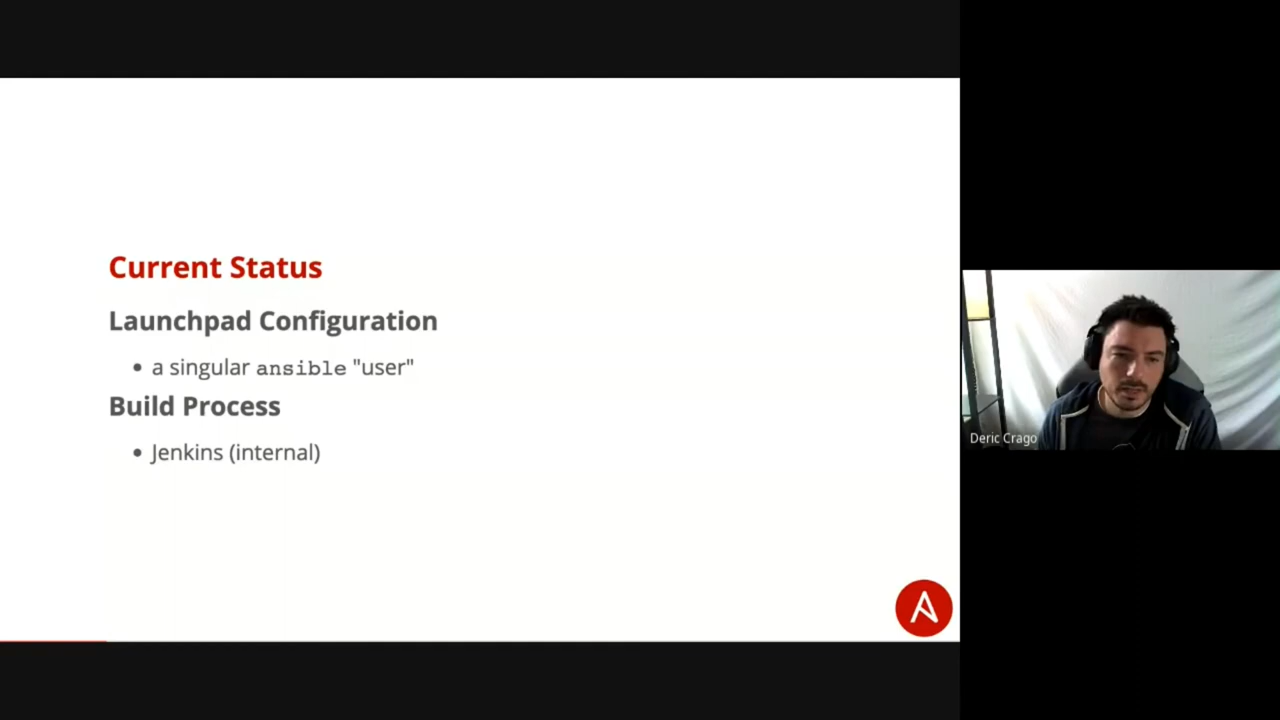 Current Status
Launchpad Configuration
• a singular ansible "user"
Build Process
• Jenkins (internal)
Deric Crago